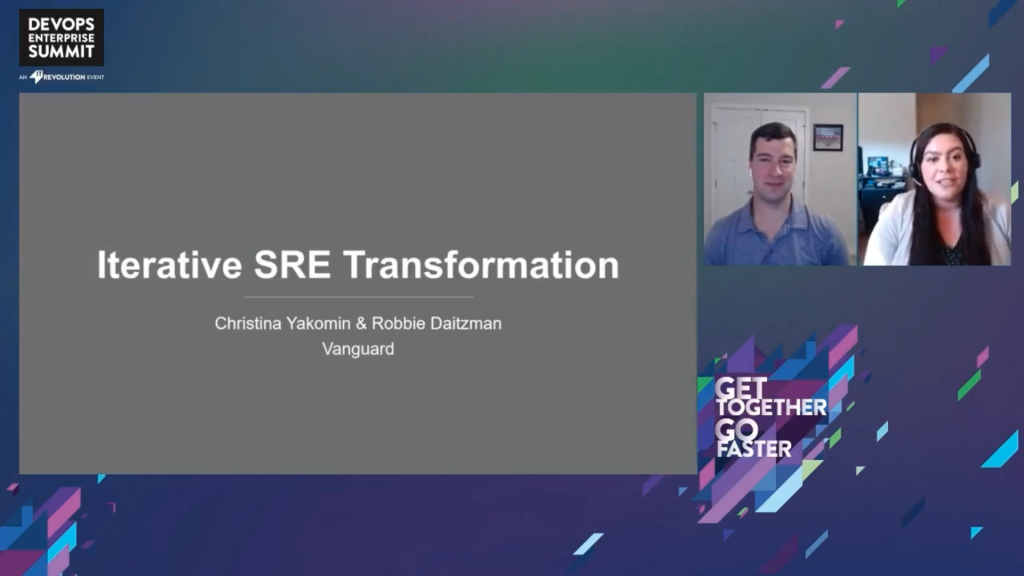 DEVOPS
ENTERPRISE
SUMMIT
AN IT REVOLUTION EVENT
Iterative SRE Transformation
Christina Yakomin & Robbie Daitzman
Vanguard
GET
TOGETHER
GO
FASTER